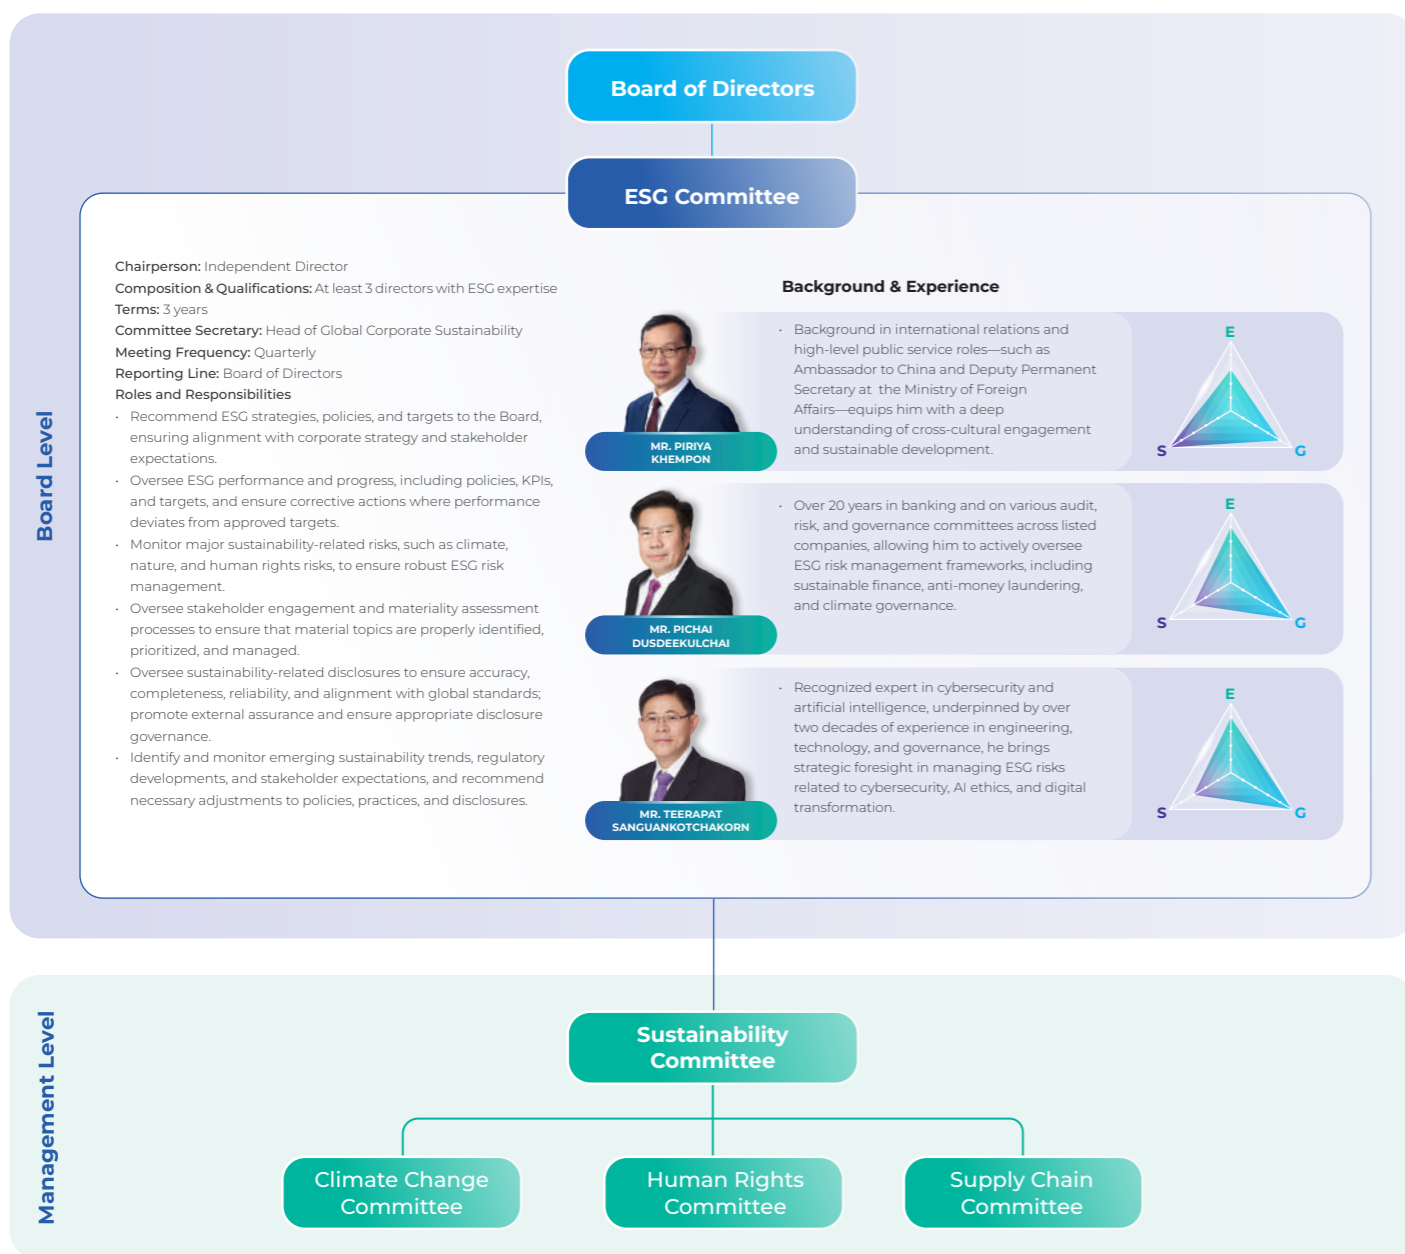 Board of Directors
ESG Committee
Board Level
Chairperson: Independent Director
Composition & Qualifications: At least 3 directors with ESG expertise
Terms: 3 years
Committee Secretary: Head of Global Corporate Sustainability
Meeting Frequency: Quarterly
Reporting Line: Board of Directors
Roles and Responsibilities
· Recommend ESG strategies, policies, and targets to the Board,
ensuring alignment with corporate strategy and stakeholder
expectations.
· Oversee ESG performance and progress, including policies, KPIs,
and targets, and ensure corrective actions where performance
deviates from approved targets.
· Monitor major sustainability-related risks, such as climate,
nature, and human rights risks, to ensure robust ESG risk
management.
· Oversee stakeholder engagement and materiality assessment
processes to ensure that material topics are properly identified,
prioritized, and managed.
· Oversee sustainability-related disclosures to ensure accuracy,
completeness, reliability, and alignment with global standards;
promote external assurance and ensure appropriate disclosure
governance.
· Identify and monitor emerging sustainability trends, regulatory
developments, and stakeholder expectations, and recommend
necessary adjustments to policies, practices, and disclosures.
Background & Experience
MR. PIRIYA
KHEMPON
· Background in international relations and
high-level public service roles—such as
Ambassador to China and Deputy Permanent
Secretary at the Ministry of Foreign
Affairs—equips him with a deep
understanding of cross-cultural engagement
and sustainable development.
E
S
G
MR. PICHAI
DUSDEEKULCHAI
· Over 20 years in banking and on various audit,
risk, and governance committees across listed
companies, allowing him to actively oversee
ESG risk management frameworks, including
sustainable finance, anti-money laundering,
and climate governance.
E
S
G
MR. TEERAPAT
SANGUANKOTCHAKORN
· Recognized expert in cybersecurity and
artificial intelligence, underpinned by over
two decades of experience in engineering,
technology, and governance, he brings
strategic foresight in managing ESG risks
related to cybersecurity, AI ethics, and digital
transformation.
E
S
G
Management Level
Sustainability
Committee
Climate Change
Committee
Human Rights
Committee
Supply Chain
Committee